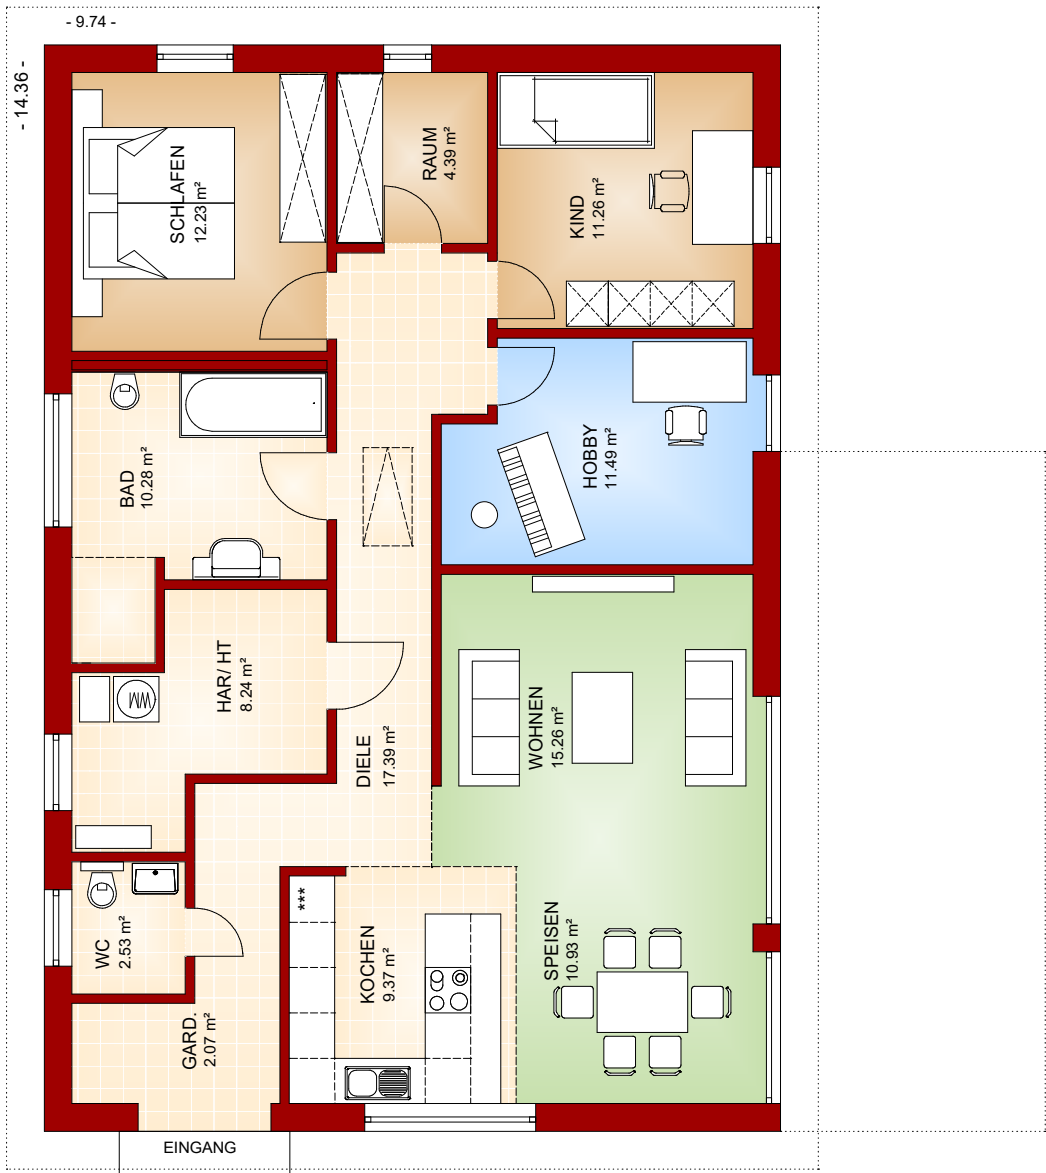 - 9.74 -
- 14.36 -
SCHLAFEN
12.23 m²
RAUM
4.39 m²
KIND
11.26 m²
BAD
10.28 m²
HOBBY
11.49 m²
HAR/ HT
8.24 m²
WM
DIELE
17.39 m²
WOHNEN
15.26 m²
***
WC
2.53 m²
KOCHEN
9.37 m²
SPEISEN
10.93 m²
GARD.
2.07 m²
EINGANG